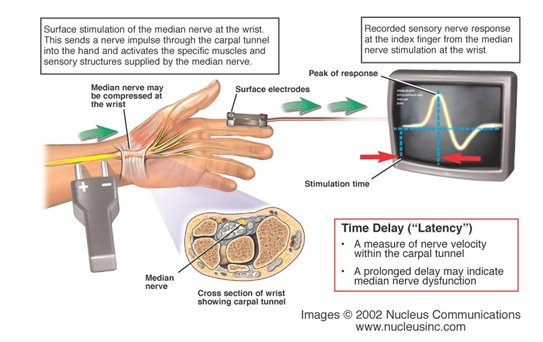 Surface stimulation of the median nerve at the wrist.
This sends a nerve impulse through the carpal tunnel
into the hand and activates the specific muscles and
sensory structures supplied by the median nerve.
Recorded sensory nerve response
at the index finger from the median
nerve stimulation at the wrist
Peak of response
Median nerve may
be compressed at
the wrist
Surface electrodes
+
-
Stimulation time
Median
nerve
Cross section of wrist
showing carpal tunnel
Time Delay (“Latency”)
• A measure of nerve velocity
within the carpal tunnel
• A prolonged delay may indicate
median nerve dysfunction
Images © 2002 Nucleus Communications
www.nucleusinc.com